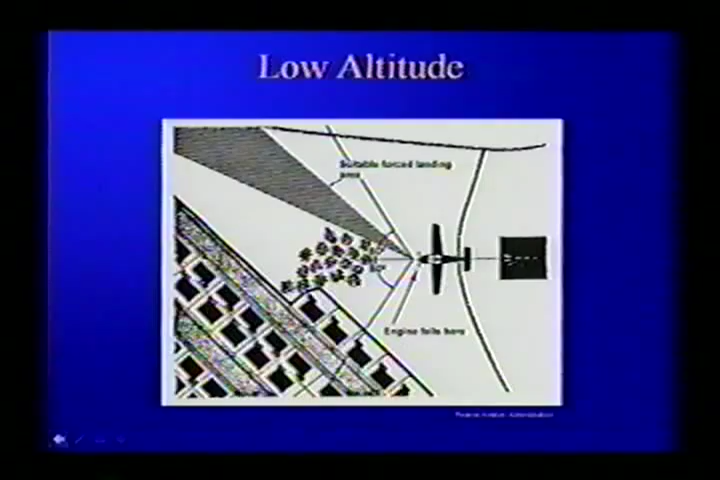 Low Altitude
Suitable forced landing
area
Engine fails here